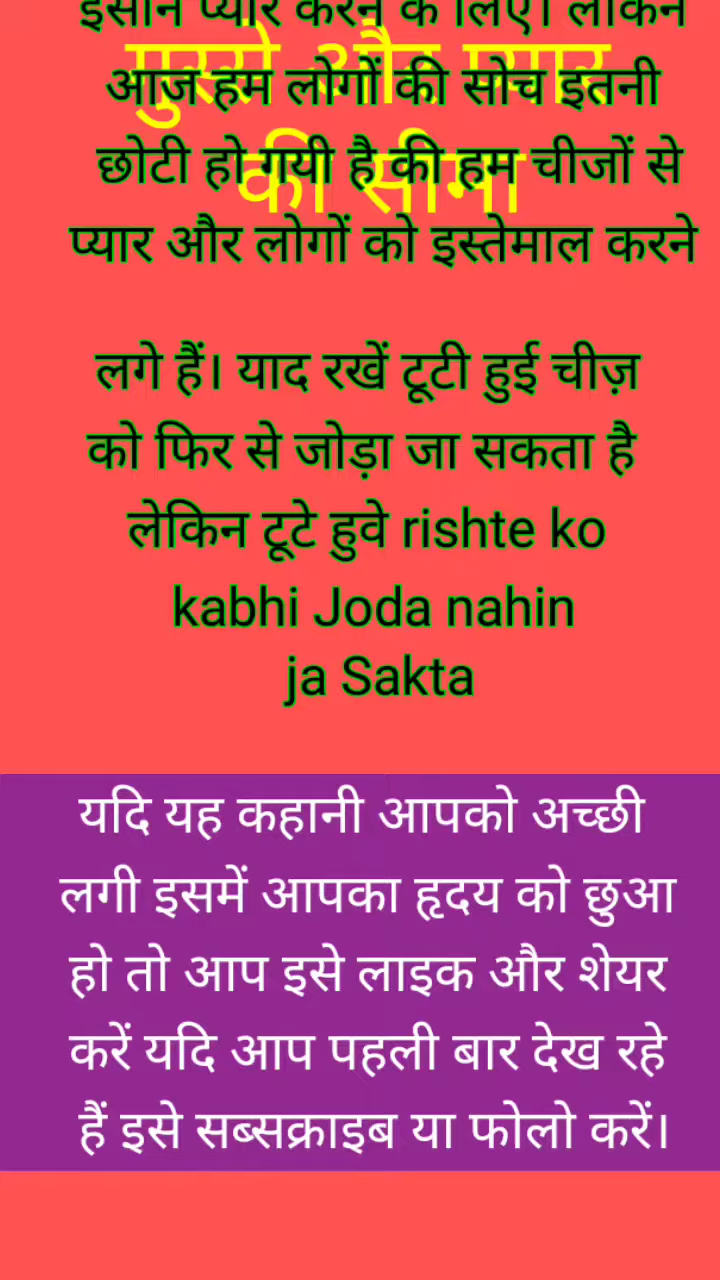 इंसान प्यार करने के लिए। लेकिन
गुस्से और प्यार
आज हम लोगों की सोच इतनी
की सीमा
छोटी हो गयी है की हम चीजों से
प्यार और लोगों को इस्तेमाल करने
लगे हैं। याद रखें टूटी हुई चीज़
को फिर से जोड़ा जा सकता है
लेकिन टूटे हुवे rishte ko
kabhi Joda nahin
ja Sakta
यदि यह कहानी आपको अच्छी
लगी इसमें आपका हृदय को छुआ
हो तो आप इसे लाइक और शेयर
करें यदि आप पहली बार देख रहे
हैं इसे सब्सक्राइब या फोलो करें।